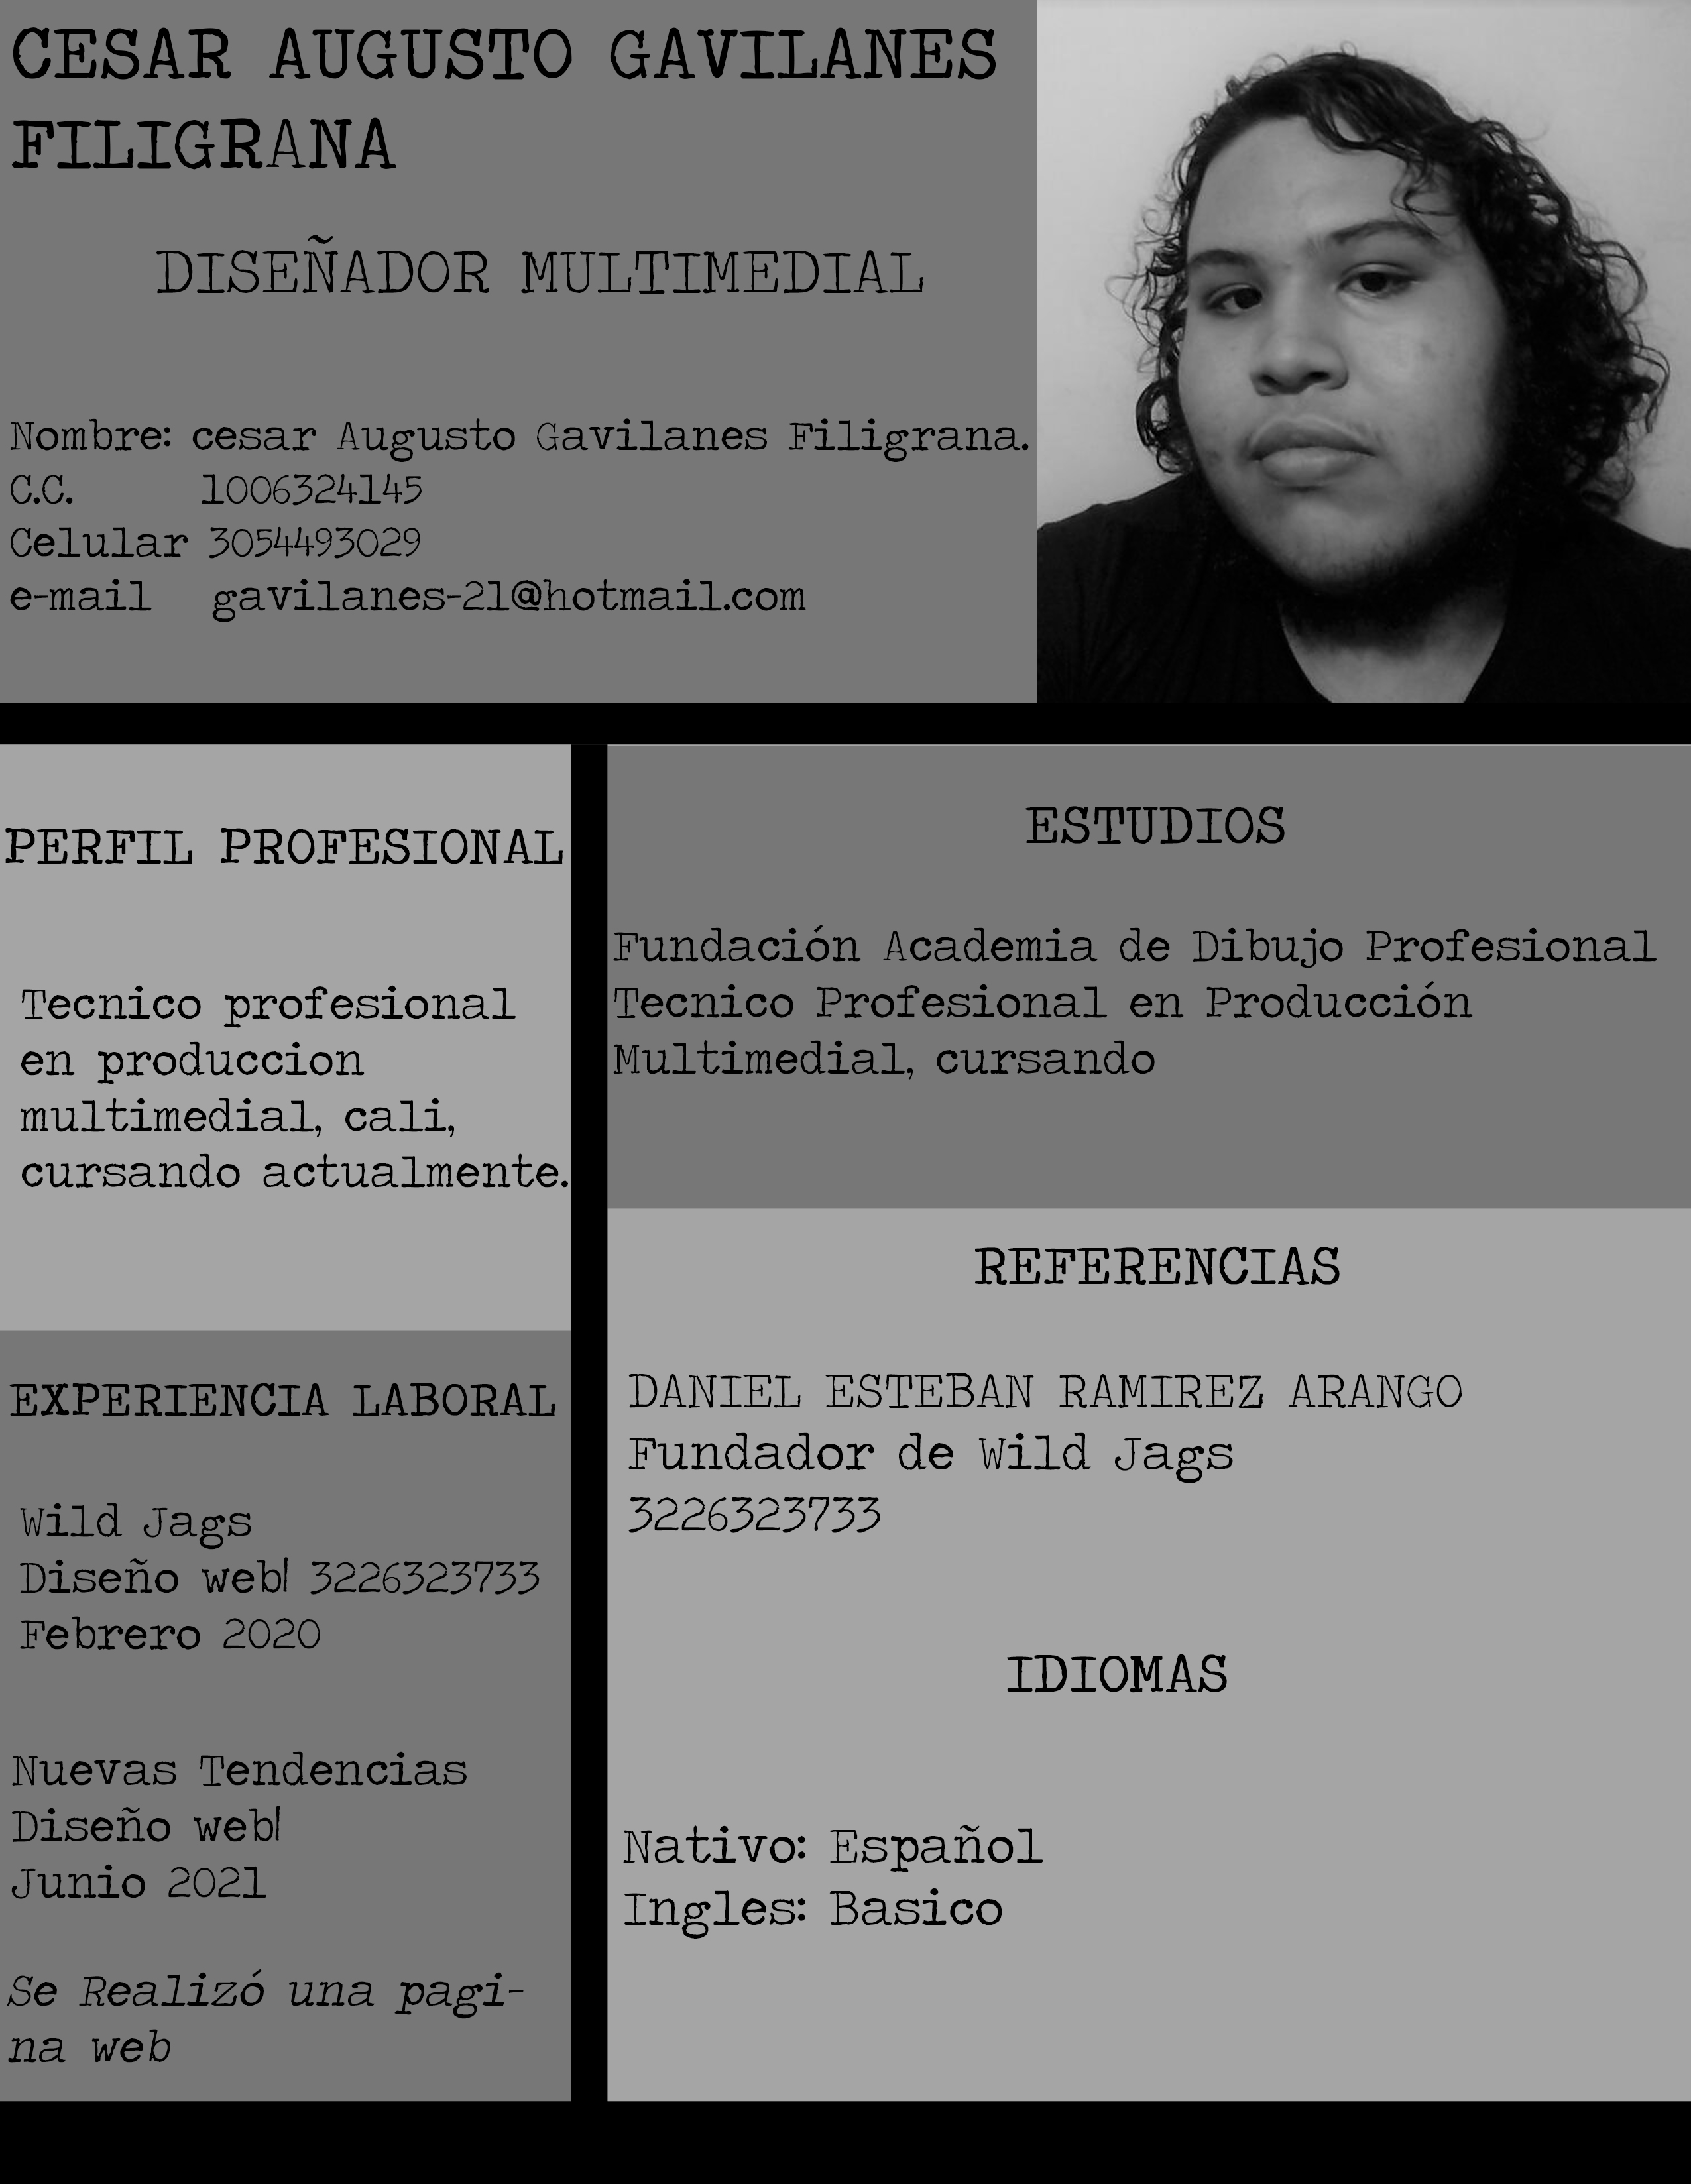 CESAR AUGUSTO GAVILANES
FILIGRANA
DISEÑADOR MULTIMEDIAL
Nombre: cesar Augusto Gavilanes Filigrana.
C.C. 1006324145
Celular 3054493029
e-mail gavilanes-21@hotmail.com
PERFIL PROFESIONAL
Tecnico profesional
en produccion
multimedial, cali,
cursando actualmente.
EXPERIENCIA LABORAL
Wild Jags
Diseño web| 3226323733
Febrero 2020
Nuevas Tendencias
Diseño web|
Junio 2021
Se Realizó una pagi-
na web
ESTUDIOS
Fundación Academia de Dibujo Profesional
Tecnico Profesional en Producción
Multimedial, cursando
REFERENCIAS
DANIEL ESTEBAN RAMIREZ ARANGO
Fundador de Wild Jags
3226323733
IDIOMAS
Nativo: Español
Ingles: Basico